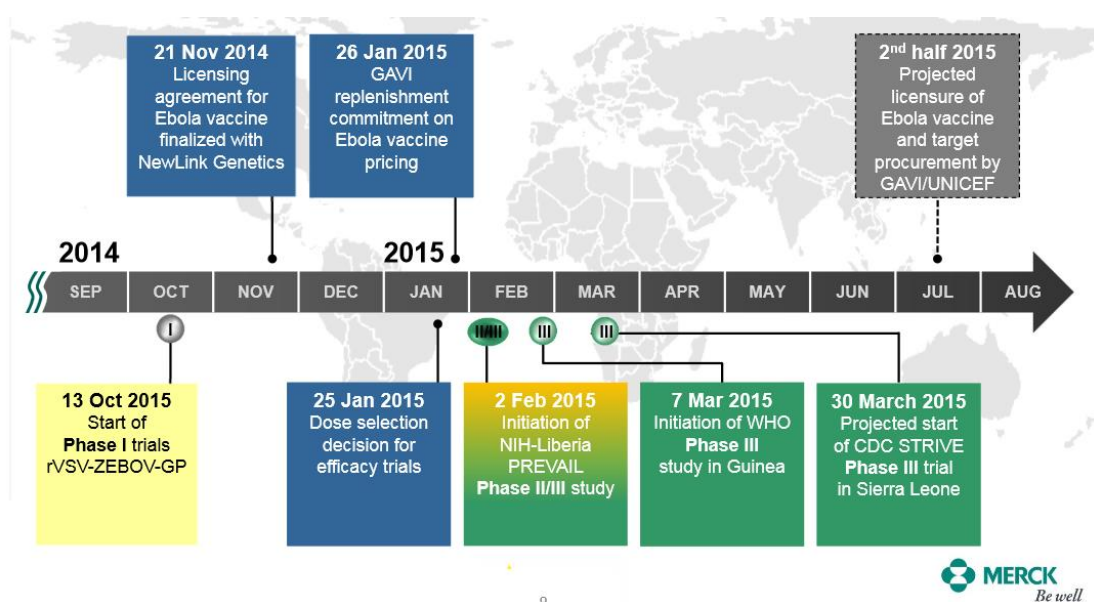 21 Nov 2014
Licensing
agreement for
Ebola vaccine
finalized with
NewLink Genetics
26 Jan 2015
GAVI
replenishment
commitment on
Ebola vaccine
pricing
2nd half 2015
Projected
licensure of
Ebola vaccine
and target
procurement by
GAVI/UNICEF
2014
2015
SEP OCT NOV DEC JAN FEB MAR APR MAY JUN JUL AUG
I II/III III III
13 Oct 2015
Start of
Phase I trials
rVSV-ZEBOV-GP
25 Jan 2015
Dose selection
decision for
efficacy trials
2 Feb 2015
Initiation of
NIH-Liberia
PREVAIL
Phase II/III study
7 Mar 2015
Initiation of WHO
Phase III
study in Guinea
30 March 2015
Projected start
of CDC STRIVE
Phase III trial
in Sierra Leone
MERCK
Be well